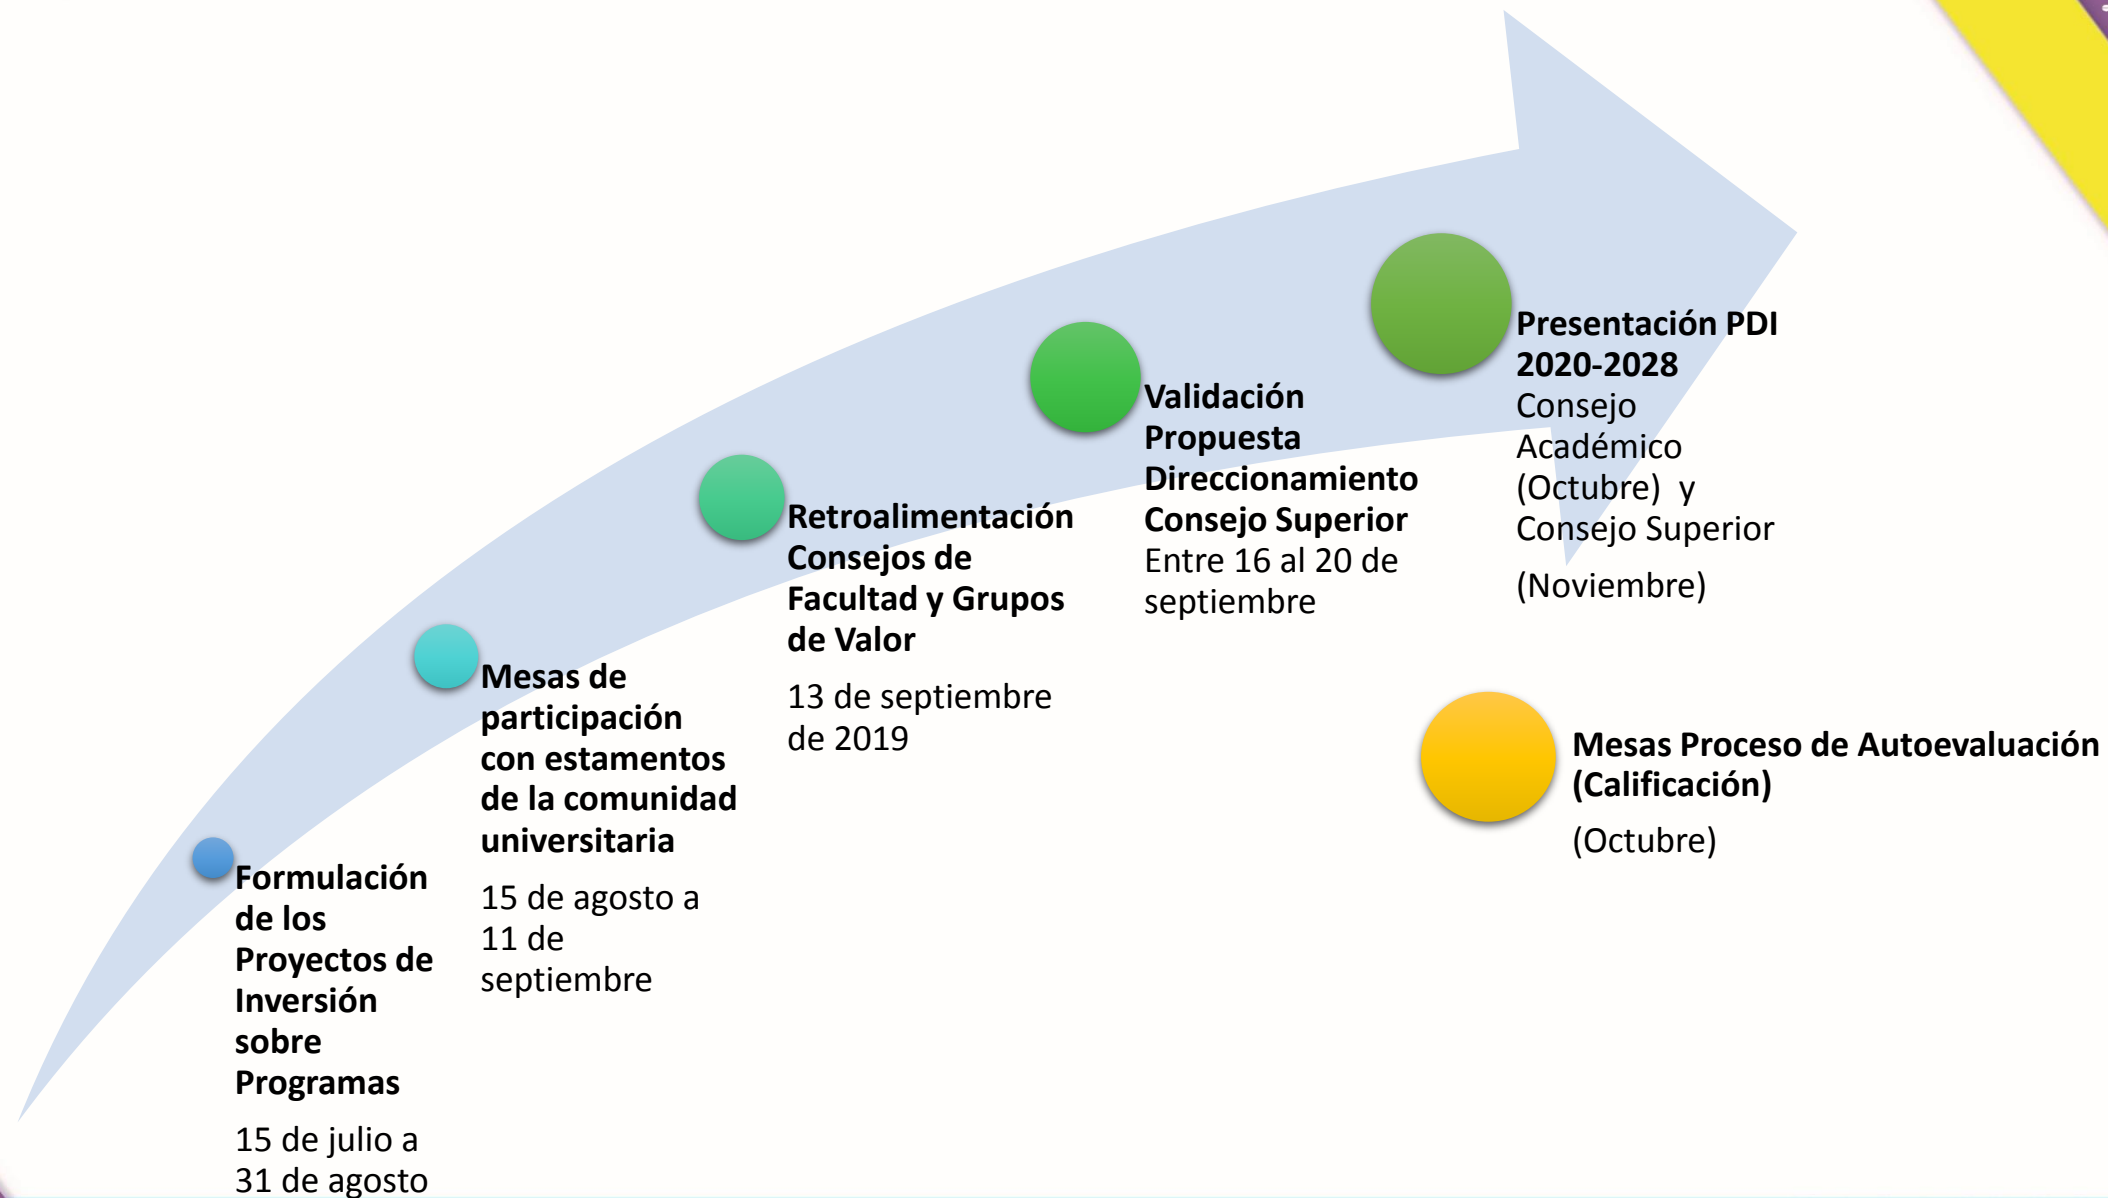 Formulación
de los
Proyectos de
Inversión
sobre
Programas
15 de julio a
31 de agosto
Mesas de
participación
con estamentos
de la comunidad
universitaria
15 de agosto a
11 de
septiembre
Retroalimentación
Consejos de
Facultad y Grupos
de Valor
13 de septiembre
de 2019
Validación
Propuesta
Direccionamiento
Consejo Superior
Entre 16 al 20 de
septiembre
Presentación PDI
2020-2028
Consejo
Académico
(Octubre) y
Consejo Superior
(Noviembre)
Mesas Proceso de Autoevaluación
(Calificación)
(Octubre)